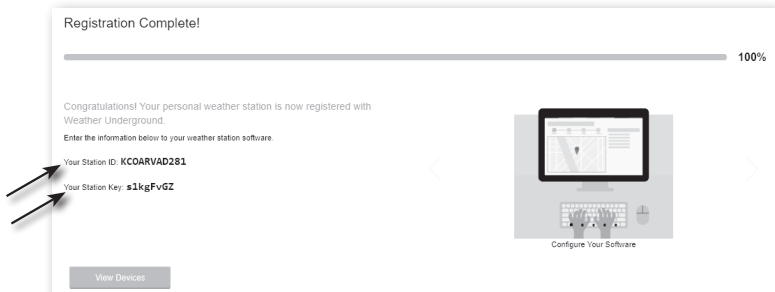 Registration Complete!
100%
Congratulations! Your personal weather station is now registered with
Weather Underground.
Enter the information below to your weather station software.
Your Station ID: KCOARVAD281
Your Station Key: s1kgFvGZ
Configure Your Software
View Devices